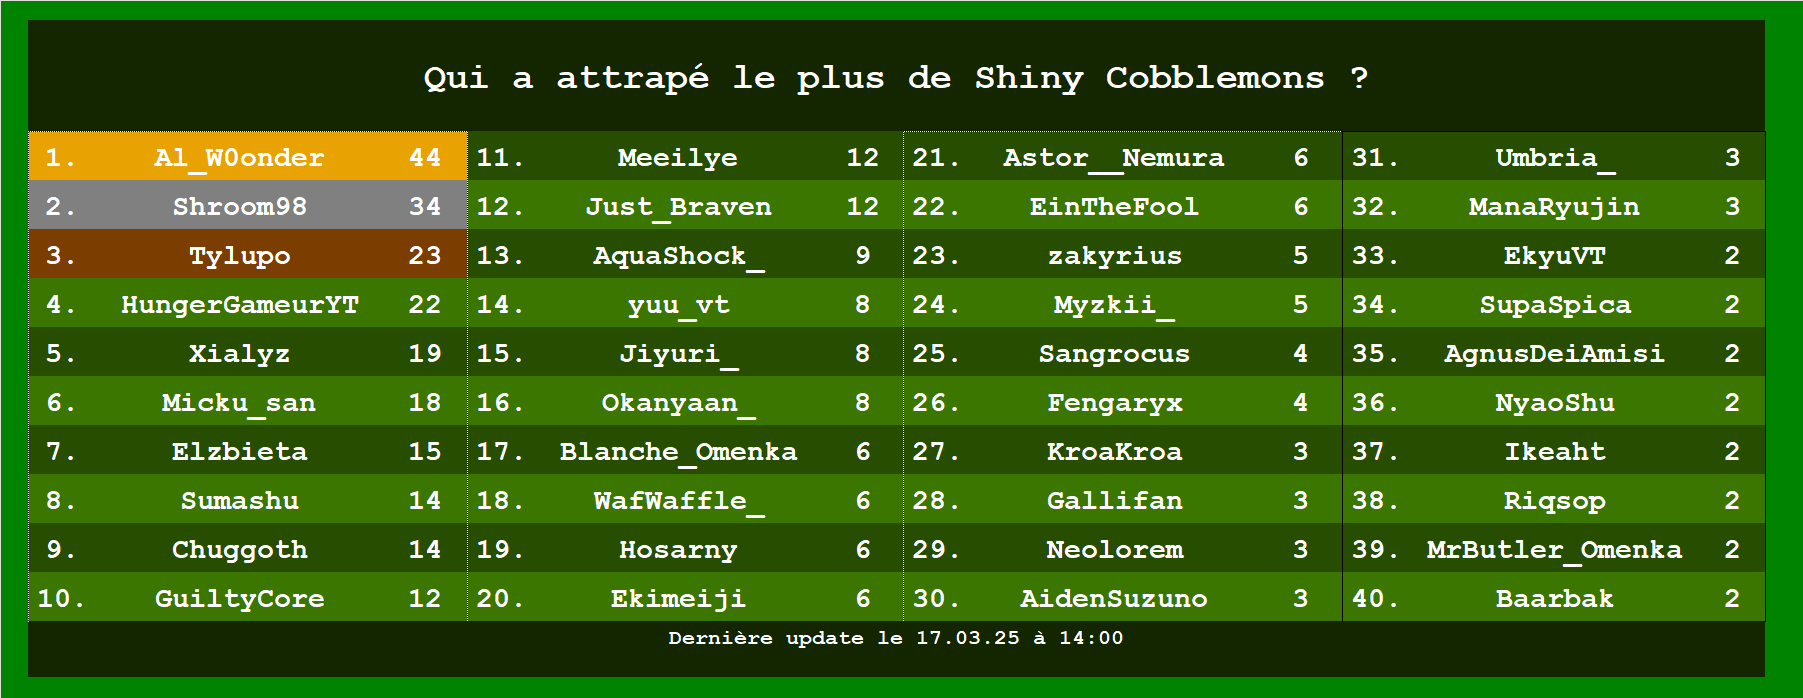 Qui a attrapé le plus de Shiny Cobblemons ?
1. Al_W0onder 44
2. Shroom98 34
3. Tylupo 23
4. HungerGameurYT 22
5. Xialyz 19
6. Micku_san 18
7. Elzbieta 15
8. Sumashu 14
9. Chuggoth 14
10. GuiltyCore 12
11. Meeilye 12
12. Just_Braven 12
13. AquaShock_ 9
14. yuu_vt 8
15. Jiyuri_ 8
16. Okanyaan_ 8
17. Blanche_Omenka 6
18. WafWaffle_ 6
19. Hosarny 6
20. Ekimeiji 6
21. Astor__Nemura 6
22. EinTheFool 6
23. zakyrius 5
24. Myzkii_ 5
25. Sangrocus 4
26. Fengaryx 4
27. KroaKroa 3
28. Gallifan 3
29. Neolorem 3
30. AidenSuzuno 3
31. Umbria_ 3
32. ManaRyujin 3
33. EkyuVT 2
34. SupaSpica 2
35. AgnusDeiAmisi 2
36. NyaoShu 2
37. Ikeaht 2
38. Riqsop 2
39. MrButler_Omenka 2
40. Baarbak 2
Dernière update le 17.03.25 à 14:00